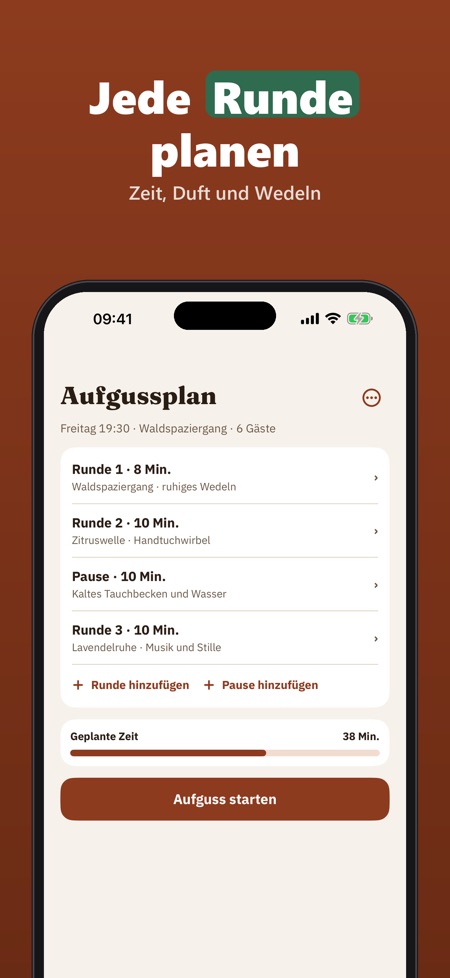 Jede Runde
planen
Zeit, Duft und Wedeln
09:41
Aufgussplan
Freitag 19:30 · Waldspaziergang · 6 Gäste
Runde 1 · 8 Min.
Waldspaziergang · ruhiges Wedeln
Runde 2 · 10 Min.
Zitruswelle · Handtuchwirbel
Pause · 10 Min.
Kaltes Tauchbecken und Wasser
Runde 3 · 10 Min.
Lavendelruhe · Musik und Stille
+ Runde hinzufügen + Pause hinzufügen
Geplante Zeit 38 Min.
Aufguss starten